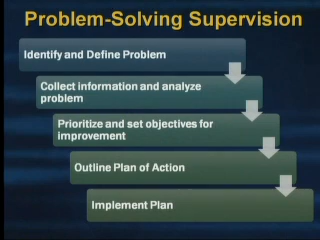 Problem-Solving Supervision
Identify and Define Problem
Collect information and analyze
problem
Prioritize and set objectives for
improvement
Outline Plan of Action
Implement Plan